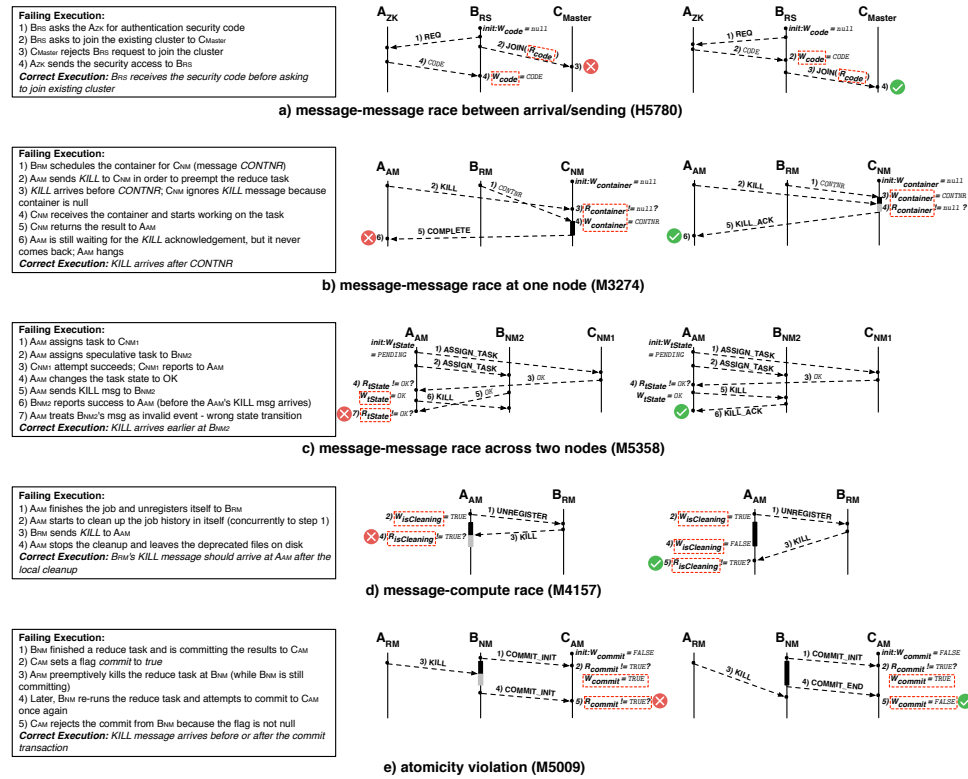 Failing Execution:
1) BRS asks the AZK for authentication security code
2) BRS asks to join the existing cluster to CMaster
3) CMaster rejects BRS request to join the cluster
4) AZK sends the security access to BRS
Correct Execution: BRS receives the security code before asking
to join existing cluster
AZK BRS CMaster
init:Wcode = null
1) REQ
2) JOIN(Rcode)
3)
4) CODE
4) Wcode = CODE
AZK BRS CMaster
init:Wcode = null
1) REQ
2) CODE
2) Wcode = CODE
3) JOIN(Rcode)
4)
a) message-message race between arrival/sending (H5780)
Failing Execution:
1) BRM schedules the container for CNM (message CONTNR)
2) AAM sends KILL to CNM in order to preempt the reduce task
3) KILL arrives before CONTNR; CNM ignores KILL message because
container is null
4) CNM receives the container and starts working on the task
5) CNM returns the result to AAM
6) AAM is still waiting for the KILL acknowledgement, but it never
comes back; AAM hangs
Correct Execution: KILL arrives after CONTNR
AAM BRM CNM
init:Wcontainer = null
2) KILL
1) CONTNR
3) Rcontainer != null?
4) Wcontainer = CONTNR
5) COMPLETE
6)
AAM BRM CNM
init:Wcontainer = null
2) KILL
1) CONTNR
3) Wcontainer = CONTNR
4) Rcontainer != null ?
5) KILL_ACK
6)
b) message-message race at one node (M3274)
Failing Execution:
1) AAM assigns task to CNM1
2) AAM assigns speculative task to BNM2
3) CNM1 attempt succeeds; CNM1 reports to AAM
4) AAM changes the task state to OK
5) AAM sends KILL msg to BNM2
6) BNM2 reports success to AAM (before the AAM's KILL msg arrives)
7) AAM treats BNM2's msg as invalid event - wrong state transition
Correct Execution: KILL arrives earlier at BNM2
AAM BNM2 CNM1
init:WtState
= PENDING
1) ASSIGN_TASK
2) ASSIGN_TASK
3) OK
4) RtState != OK?
WtState = OK
5) OK
6) KILL
7) RtState != OK?
AAM BNM2 CNM1
init:WtState
= PENDING
1) ASSIGN_TASK
2) ASSIGN_TASK
3) OK
4) RtState != OK?
WtState = OK
5) KILL
6) KILL_ACK
c) message-message race across two nodes (M5358)
Failing Execution:
1) AAM finishes the job and unregisters itself to BRM
2) AAM starts to clean up the job history in itself (concurrently to step 1)
3) BRM sends KILL to AAM
4) AAM stops the cleanup and leaves the deprecated files on disk
Correct Execution: BRM's KILL message should arrive at AAM after the
local cleanup
AAM BRM
2) WisCleaning = TRUE
1) UNREGISTER
3) KILL
4) RisCleaning != TRUE?
AAM BRM
2) WisCleaning = TRUE
1) UNREGISTER
3) KILL
4) WisCleaning = FALSE
5) RisCleaning != TRUE?
d) message-compute race (M4157)
Failing Execution:
1) BNM finished a reduce task and is committing the results to CAM
2) CAM sets a flag commit to true
3) ARM preemptively kills the reduce task at BNM (while BNM is still
committing)
4) Later, BNM re-runs the reduce task and attempts to commit to CAM
once again
5) CAM rejects the commit from BNM because the flag is not null
Correct Execution: KILL message arrives before or after the commit
transaction
ARM BNM CAM
init:Wcommit = FALSE
1) COMMIT_INIT
2) Rcommit != TRUE?
Wcommit = TRUE
3) KILL
4) COMMIT_INIT
5) Rcommit != TRUE?
ARM BNM CAM
init:Wcommit = FALSE
1) COMMIT_INIT
2) Rcommit != TRUE?
Wcommit = TRUE
3) KILL
4) COMMIT_END
5) Wcommit = FALSE
e) atomicity violation (M5009)